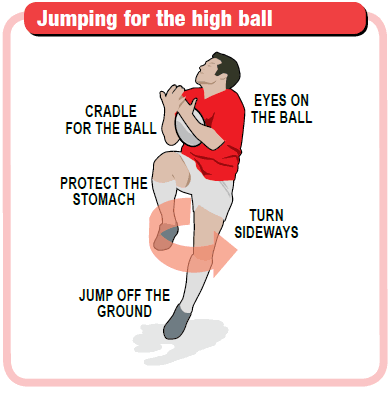 Jumping for the high ball
CRADLE
FOR THE BALL
EYES ON
THE BALL
PROTECT THE
STOMACH
TURN
SIDEWAYS
JUMP OFF THE
GROUND